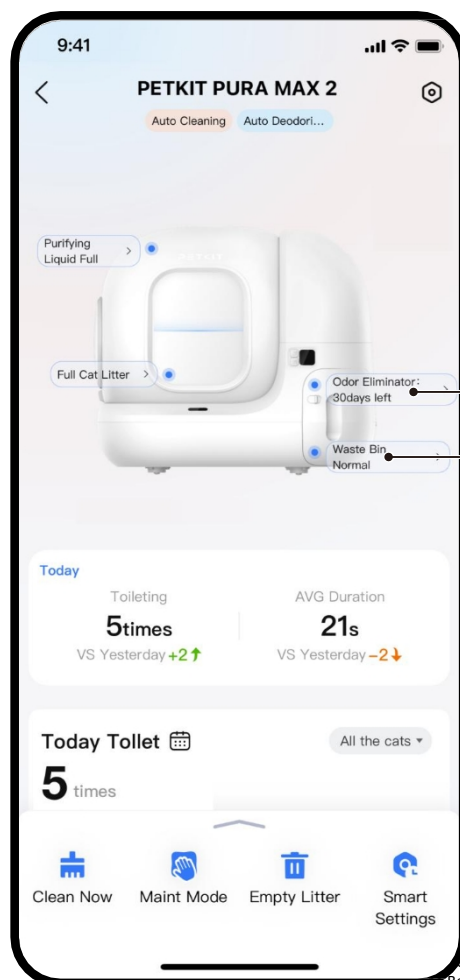 9:41
PETKIT PURA MAX 2
Auto Cleaning Auto Deodori...
Purifying
Liquid Full
Full Cat Litter
Odor Eliminator:
30days left
Waste Bin
Normal
Today
Toileting
5times
VS Yesterday +2
AVG Duration
21s
VS Yesterday -2
Today Tollet
All the cats
5 times
Clean Now
Maint Mode
Empty Litter
Smart
Settings